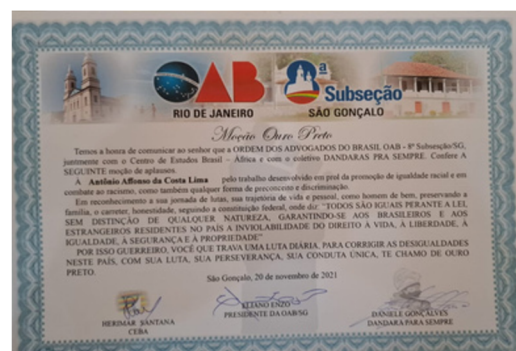 OAB
RIO DE JANEIRO
8ª Subseção
SÃO GONÇALO
Moção Ouro Preto
Temos a honra de comunicar ao senhor que a ORDEM DOS ADVOGADOS DO BRASIL OAB - 8ª Subseção/SG,
juntmente com o Centro de Estudos Brasil – África e com o coletivo DANDARAS PRA SEMPRE. Confere A
SEGUINTE moção de aplausos.
A Antônio Affonso da Costa Lima pelo trabalho desenvolvido em prol da promoção de igualdade racial e em
combate ao racismo, como também qualquer forma de preconceito e discriminação.
Em reconhecimento a sua jornada de lutas, sua trajetória de vida e pessoal, como homem de bem, preservando a
família, o carreter, honestidade, seguindo a constituição federal, onde diz: "TODOS SÃO IGUAIS PERANTE A LEI,
SEM DISTINÇÃO DE QUALQUER NATUREZA, GARANTINDO-SE AOS BRASILEIROS E AOS
ESTRANGEIROS RESIDENTES NO PAÍS A INVIOLABILIDADE DO DIREITO À VIDA, À LIBERDADE, À
IGUALDADE, À SEGURANÇA E À PROPRIEDADE"
POR ISSO GUERREIRO, VOCÊ QUE TRAVA UMA LUTA DIÁRIA, PARA CORRIGIR AS DESIGUALDADES
NESTE PAÍS, COM SUA LUTA, SUA PERSEVERANÇA, SUA CONDUTA UNICA, TE CHAMO DE OURO
PRETO.
São Gonçalo, 20 de novembro de 2021
HERIMAR SANTANA
CEBA
ELIANO ENZO
PRESIDENTE DA OAB/SG
DANIELE GONÇALVES
DANDARA PARA SEMPRE